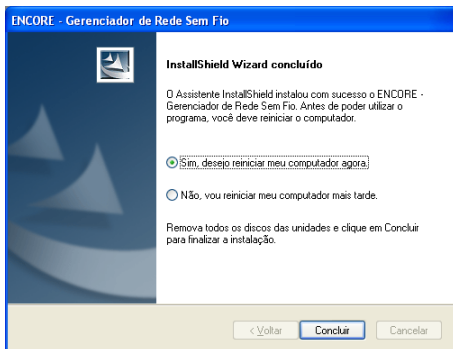 ENCORE - Gerenciador de Rede Sem Fio
InstallShield Wizard concluído
O Assistente InstallShield instalou com sucesso o ENCORE -
Gerenciador de Rede Sem Fio. Antes de poder utilizar o
programa, você deve reiniciar o computador.
Sim, desejo reiniciar meu computador agora.
Não, vou reiniciar meu computador mais tarde.
Remova todos os discos das unidades e clique em Concluir
para finalizar a instalação.
< Voltar Concluir Cancelar